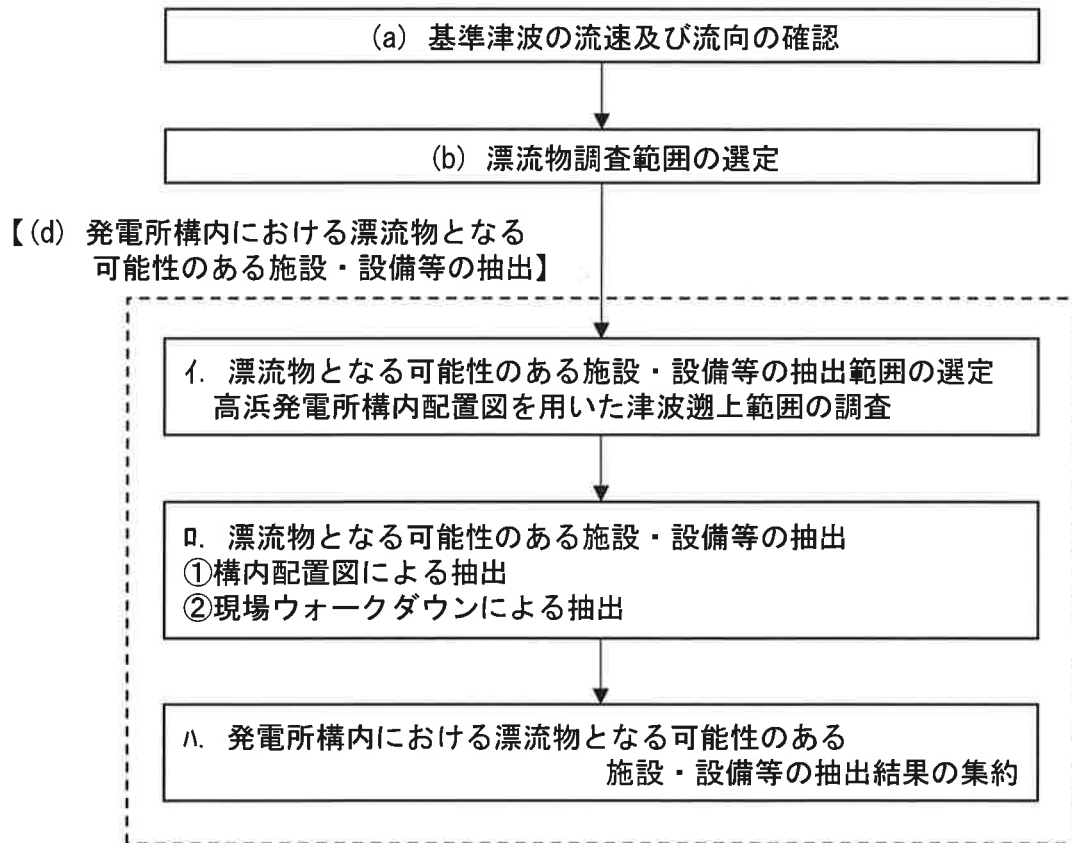 (a) 基準津波の流速及び流向の確認
(b) 漂流物調査範囲の選定
【(d) 発電所構内における漂流物となる
可能性のある施設・設備等の抽出】
ｲ. 漂流物となる可能性のある施設・設備等の抽出範囲の選定
高浜発電所構内配置図を用いた津波遡上範囲の調査
ﾛ. 漂流物となる可能性のある施設・設備等の抽出
①構内配置図による抽出
②現場ウォークダウンによる抽出
ﾊ. 発電所構内における漂流物となる可能性のある
施設・設備等の抽出結果の集約